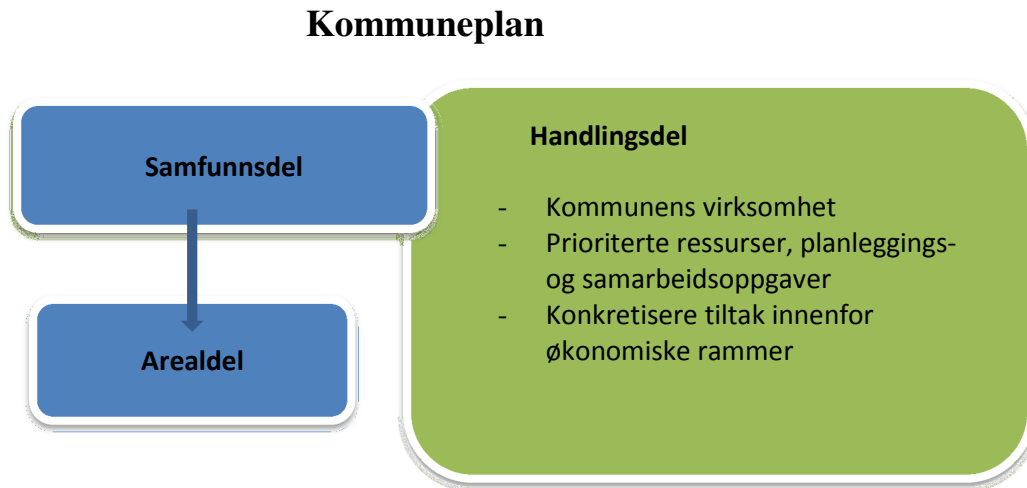 Kommuneplan
Samfunnsdel
Arealdel
Handlingsdel
- Kommunens virksomhet
- Prioriterte ressurser, planleggings-
og samarbeidsoppgaver
- Konkretisere tiltak innenfor
økonomiske rammer